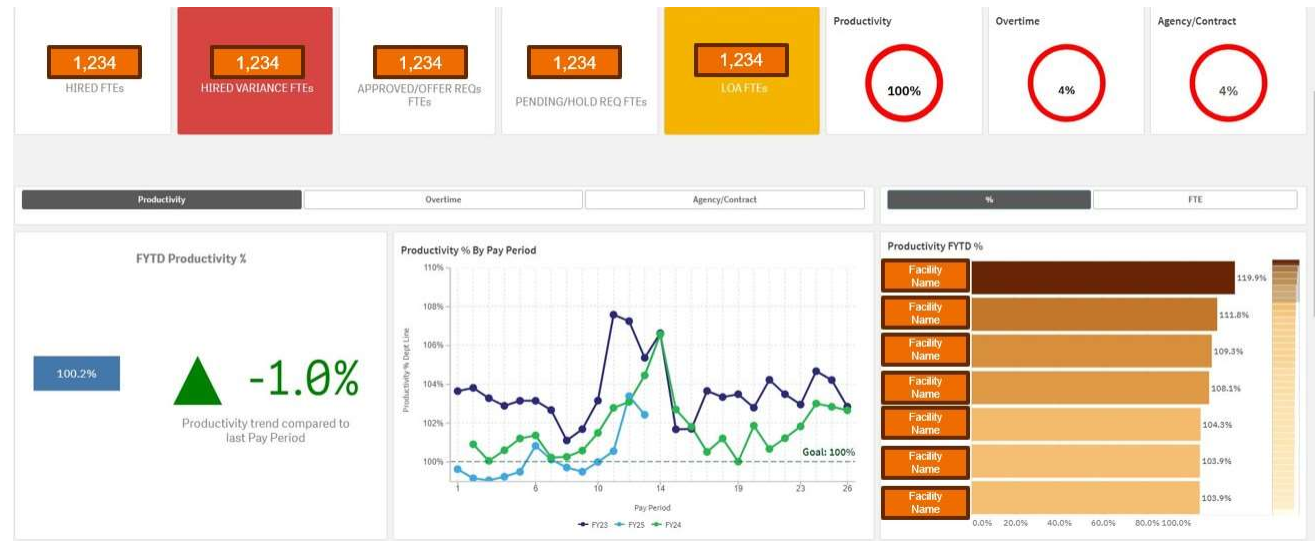 Productivity
Overtime
Agency/Contract
1,234
HIRED FTEs
1,234
HIRED VARIANCE FTEs
1,234
APPROVED/OFFER REQs
FTEs
1,234
PENDING/HOLD REQ FTEs
1,234
LOA FTEs
100%
4%
4%
Productivity
Overtime
Agency/Contract
%
FTE
FYTD Productivity %
100.2%
-1.0%
Productivity trend compared to
last Pay Period
Productivity % By Pay Period
Productivity % Dept Line
110%
108%
106%
104%
102%
100%
Goal: 100%
1
6
10
14
19
23
26
Pay Period
FY23
FY25
FY24
Productivity FYTD %
Facility
Name
119.9%
Facility
Name
111.8%
Facility
Name
109.3%
Facility
Name
108.1%
Facility
Name
104.3%
Facility
Name
103.9%
Facility
Name
103.9%
0.0% 20.0% 40.0% 60.0% 80.0% 100.0%